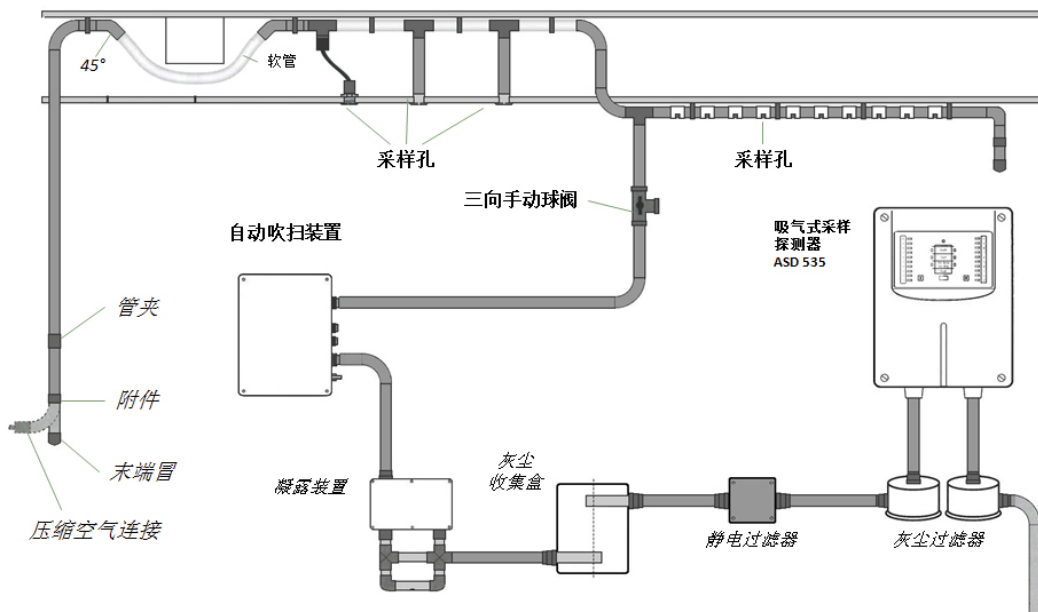 45°
软管
采样孔
采样孔
三向手动球阀
自动吹扫装置
吸气式采样
探测器
ASD 535
管夹
附件
末端冒
压缩空气连接
凝露装置
灰尘
收集盒
静电过滤器
灰尘过滤器